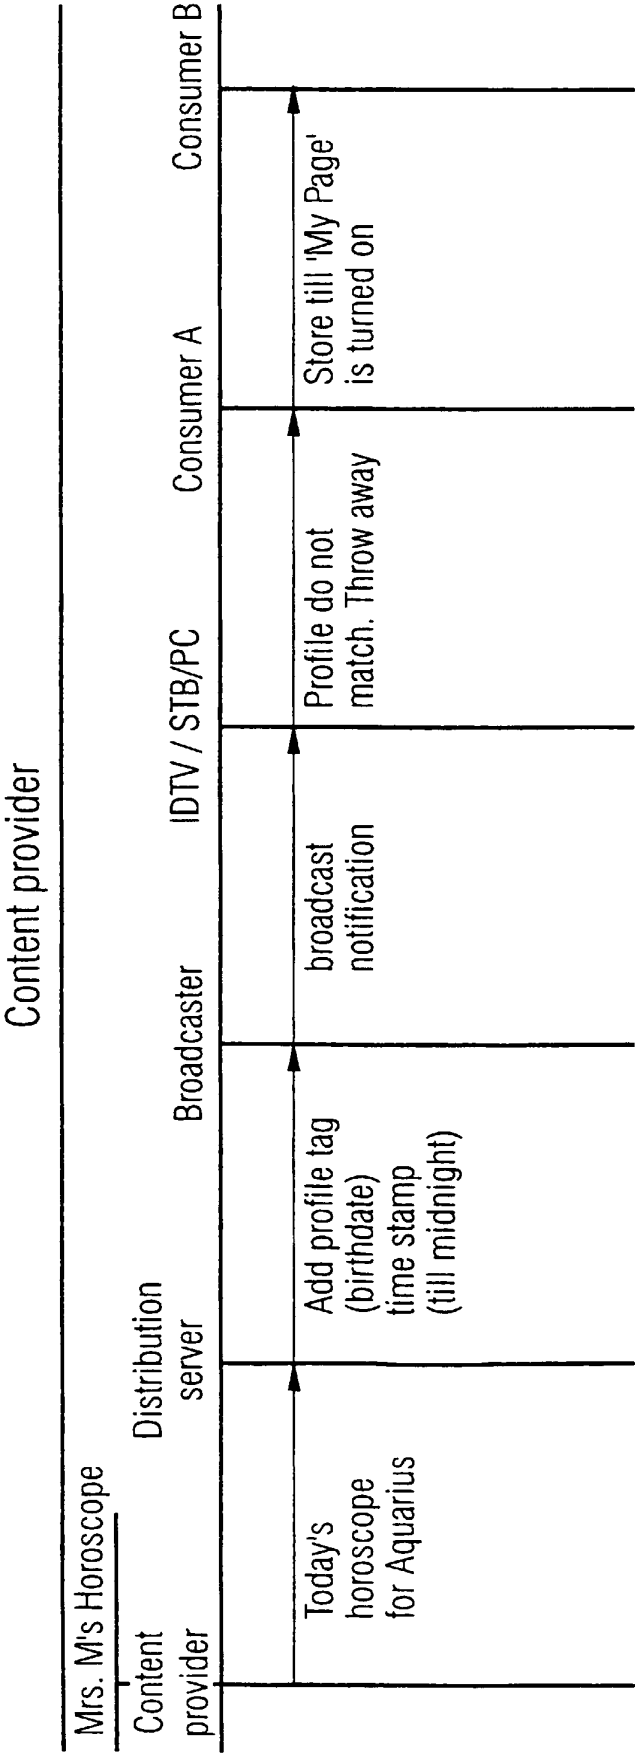 Content provider
Mrs. M's Horoscope
Content
provider
Distribution
server
Broadcaster
IDTV / STB/PC
Consumer A
Consumer B
Today's
horoscope
for Aquarius
Add profile tag
(birthdate)
time stamp
(till midnight)
broadcast
notification
Profile do not
match. Throw away
Store till 'My Page'
is turned on